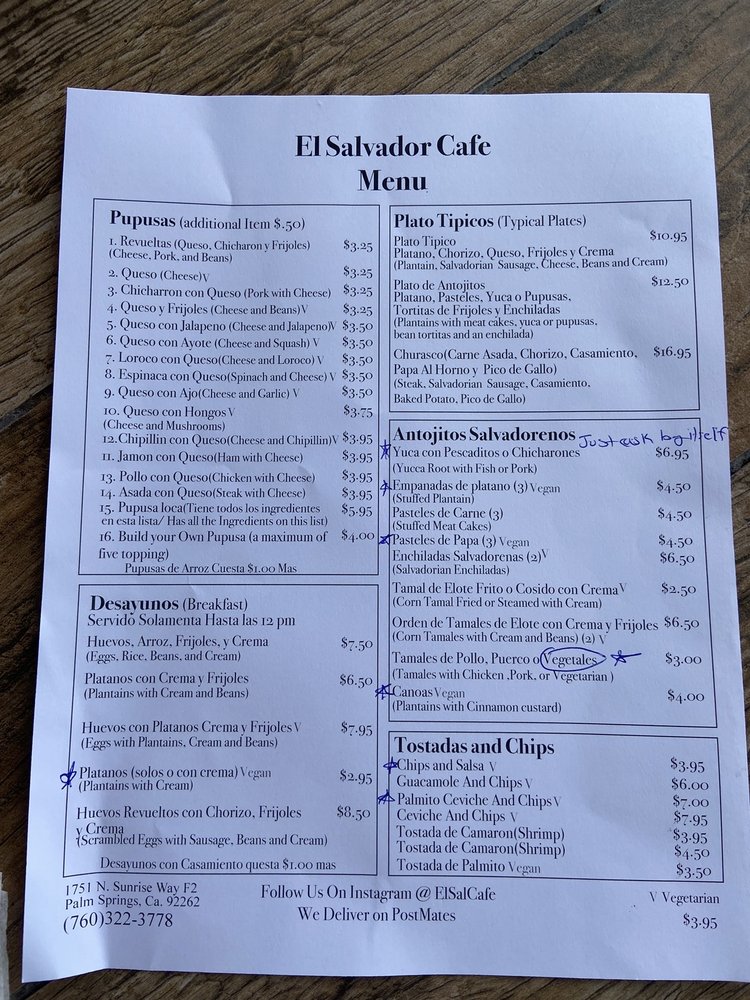 El Salvador Cafe
Menu
Pupusas (additional Item $.50)
1. Revueltas (Queso, Chicharon y Frijoles) $3.25
(Cheese, Pork, and Beans)
2. Queso (Cheese)V $3.25
3. Chicharron con Queso (Pork with Cheese) $3.25
4. Queso y Frijoles (Cheese and Beans)V $3.25
5. Queso con Jalapeno (Cheese and Jalapeno)V $3.50
6. Queso con Ayote (Cheese and Squash) V $3.50
7. Loroco con Queso(Cheese and Loroco) V $3.50
8. Espinaca con Queso(Spinach and Cheese) V $3.50
9. Queso con Ajo(Cheese and Garlic) V $3.50
10. Queso con Hongos V $3.75
(Cheese and Mushrooms)
12.Chipillin con Queso(Cheese and Chipillin)V $3.95
11. Jamon con Queso(Ham with Cheese) $3.95
13. Pollo con Queso(Chicken with Cheese) $3.95
14. Asada con Queso(Steak with Cheese) $3.95
15. Pupusa loca(Tiene todos los ingredientes $5.95
en esta lista/ Has all the Ingredients on this list)
16. Build your Own Pupusa (a maximum of $4.00
five topping)
Pupusas de Arroz Cuesta $1.00 Mas
Desayunos (Breakfast)
Servido Solamenta Hasta las 12 pm
Huevos, Arroz, Frijoles, y Crema $7.50
(Eggs, Rice, Beans, and Cream)
Platanos con Crema y Frijoles $6.50
(Plantains with Cream and Beans)
Huevos con Platanos Crema y Frijoles V $7.95
(Eggs with Plantains, Cream and Beans)
Platanos (solos o con crema) Vegan $2.95
(Plantains with Cream)
Huevos Revueltos con Chorizo, Frijoles $8.50
y Crema
(Scrambled Eggs with Sausage, Beans and Cream)
Desayunos con Casamiento questa $1.00 mas
Plato Tipicos (Typical Plates)
Plato Tipico $10.95
Platano, Chorizo, Queso, Frijoles y Crema
(Plantain, Salvadorian Sausage, Cheese, Beans and Cream)
Plato de Antojitos $12.50
Platano, Pasteles, Yuca o Pupusas,
Tortitas de Frijoles y Enchiladas
(Plantains with meat cakes, yuca or pupusas,
bean tortitas and an enchilada)
Churasco(Carne Asada, Chorizo, Casamiento, $16.95
Papa Al Horno y Pico de Gallo)
(Steak, Salvadorian Sausage, Casamiento,
Baked Potato, Pico de Gallo)
Antojitos Salvadorenos Just ask by itself
Yuca con Pescaditos o Chicharones $6.95
(Yucca Root with Fish or Pork)
Empanadas de platano (3) Vegan $4.50
(Stuffed Plantain)
Pasteles de Carne (3) $4.50
(Stuffed Meat Cakes)
Pasteles de Papa (3) Vegan $4.50
Enchiladas Salvadorenas (2)V $6.50
(Salvadorian Enchiladas)
Tamal de Elote Frito o Cosido con Crema V $2.50
(Corn Tamal Fried or Steamed with Cream)
Orden de Tamales de Elote con Crema y Frijoles $6.50
(Corn Tamales with Cream and Beans) (2) V
Tamales de Pollo, Puerco o Vegetales $3.00
(Tamales with Chicken ,Pork, or Vegetarian )
Canoas Vegan $4.00
(Plantains with Cinnamon custard)
Tostadas and Chips
Chips and Salsa V $3.95
Guacamole And Chips V $6.00
Palmito Ceviche And Chips V $7.00
Ceviche And Chips V $7.95
Tostada de Camaron(Shrimp) $3.95
Tostada de Camaron(Shrimp) $4.50
Tostada de Palmito Vegan $3.50
1751 N. Sunrise Way F2
Palm Springs, Ca. 92262
(760)322-3778
Follow Us On Instagram @ ElSalCafe
We Deliver on PostMates
V Vegetarian
$3.95